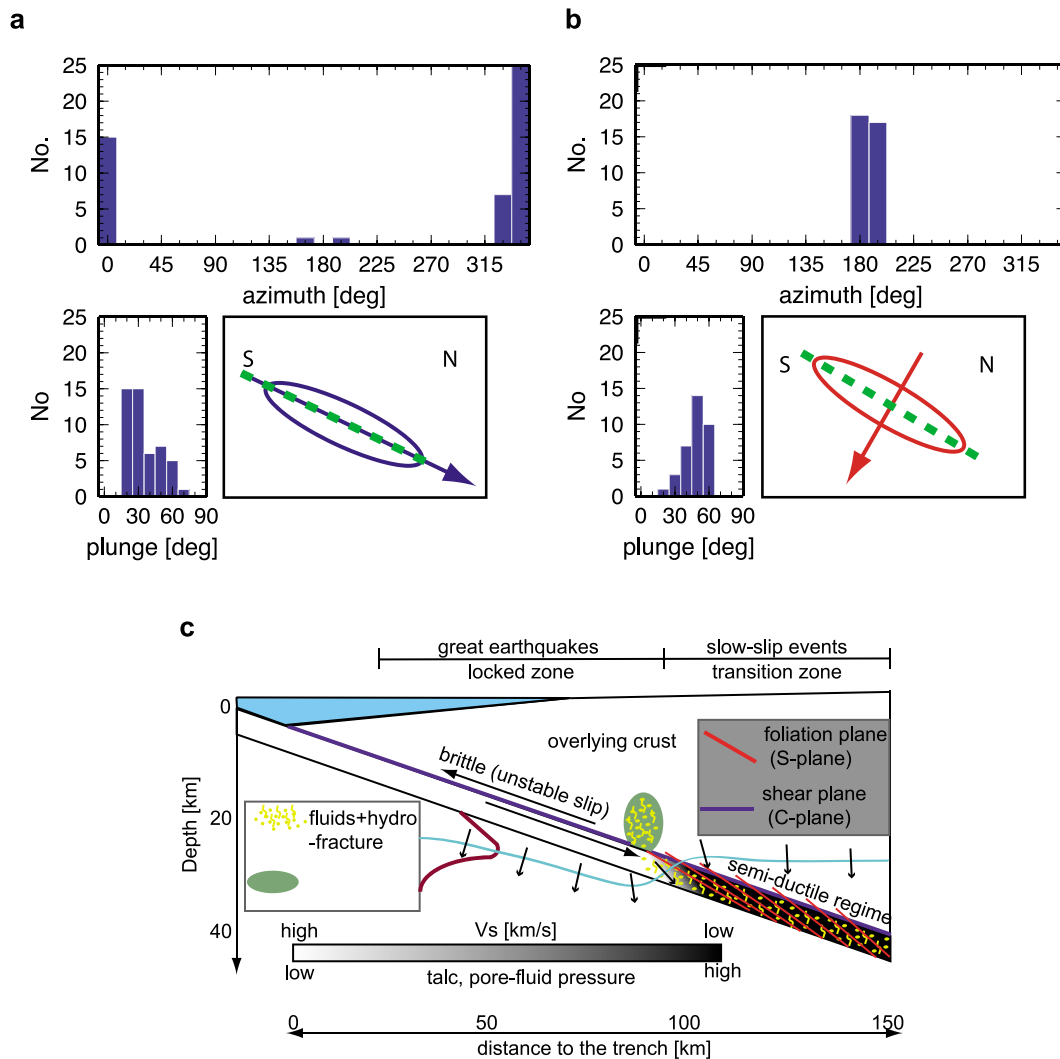 a
25
20
15
10
5
0
No.
0 45 90 135 180 225 270 315
azimuth [deg]
25
20
15
10
5
0
No
0 30 60 90
plunge [deg]
S N
b
25
20
15
10
5
0
No.
0 45 90 135 180 225 270 315
azimuth [deg]
25
20
15
10
5
0
No
0 30 60 90
plunge [deg]
S N
c
great earthquakes
locked zone
slow-slip events
transition zone
0
20
40
Depth [km]
overlying crust
brittle (unstable slip)
foliation plane
(S-plane)
shear plane
(C-plane)
fluids+hydro
-fracture
semi-ductile regime
high Vs [km/s] low
low talc, pore-fluid pressure high
0 50 100 150
distance to the trench [km]